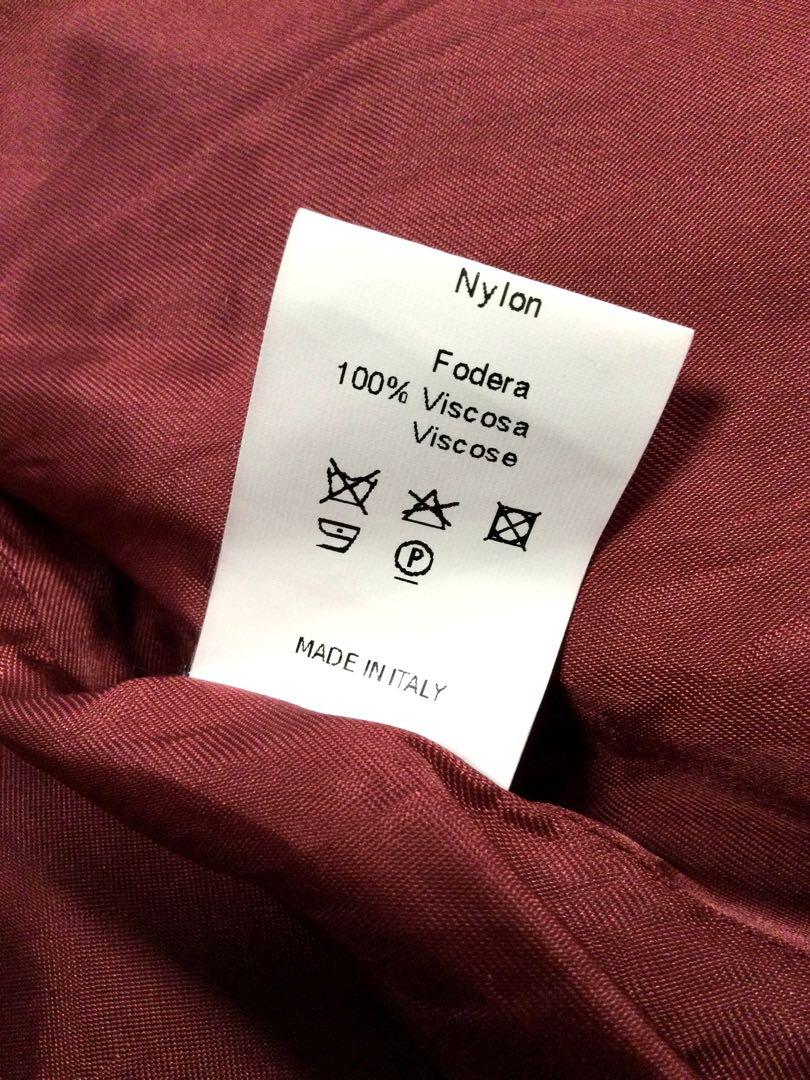 Nylon
Fodera
100% Viscosa
Viscose
P
MADE IN ITALY